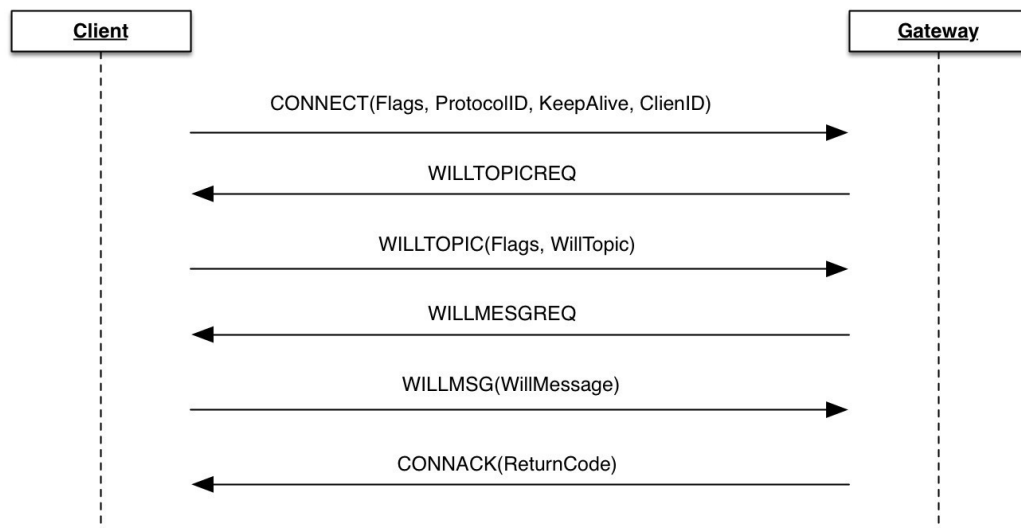 Client
Gateway
CONNECT(Flags, ProtocolID, KeepAlive, ClienID)
WILLTOPICREQ
WILLTOPIC(Flags, WillTopic)
WILLMESGREQ
WILLMSG(WillMessage)
CONNACK(ReturnCode)